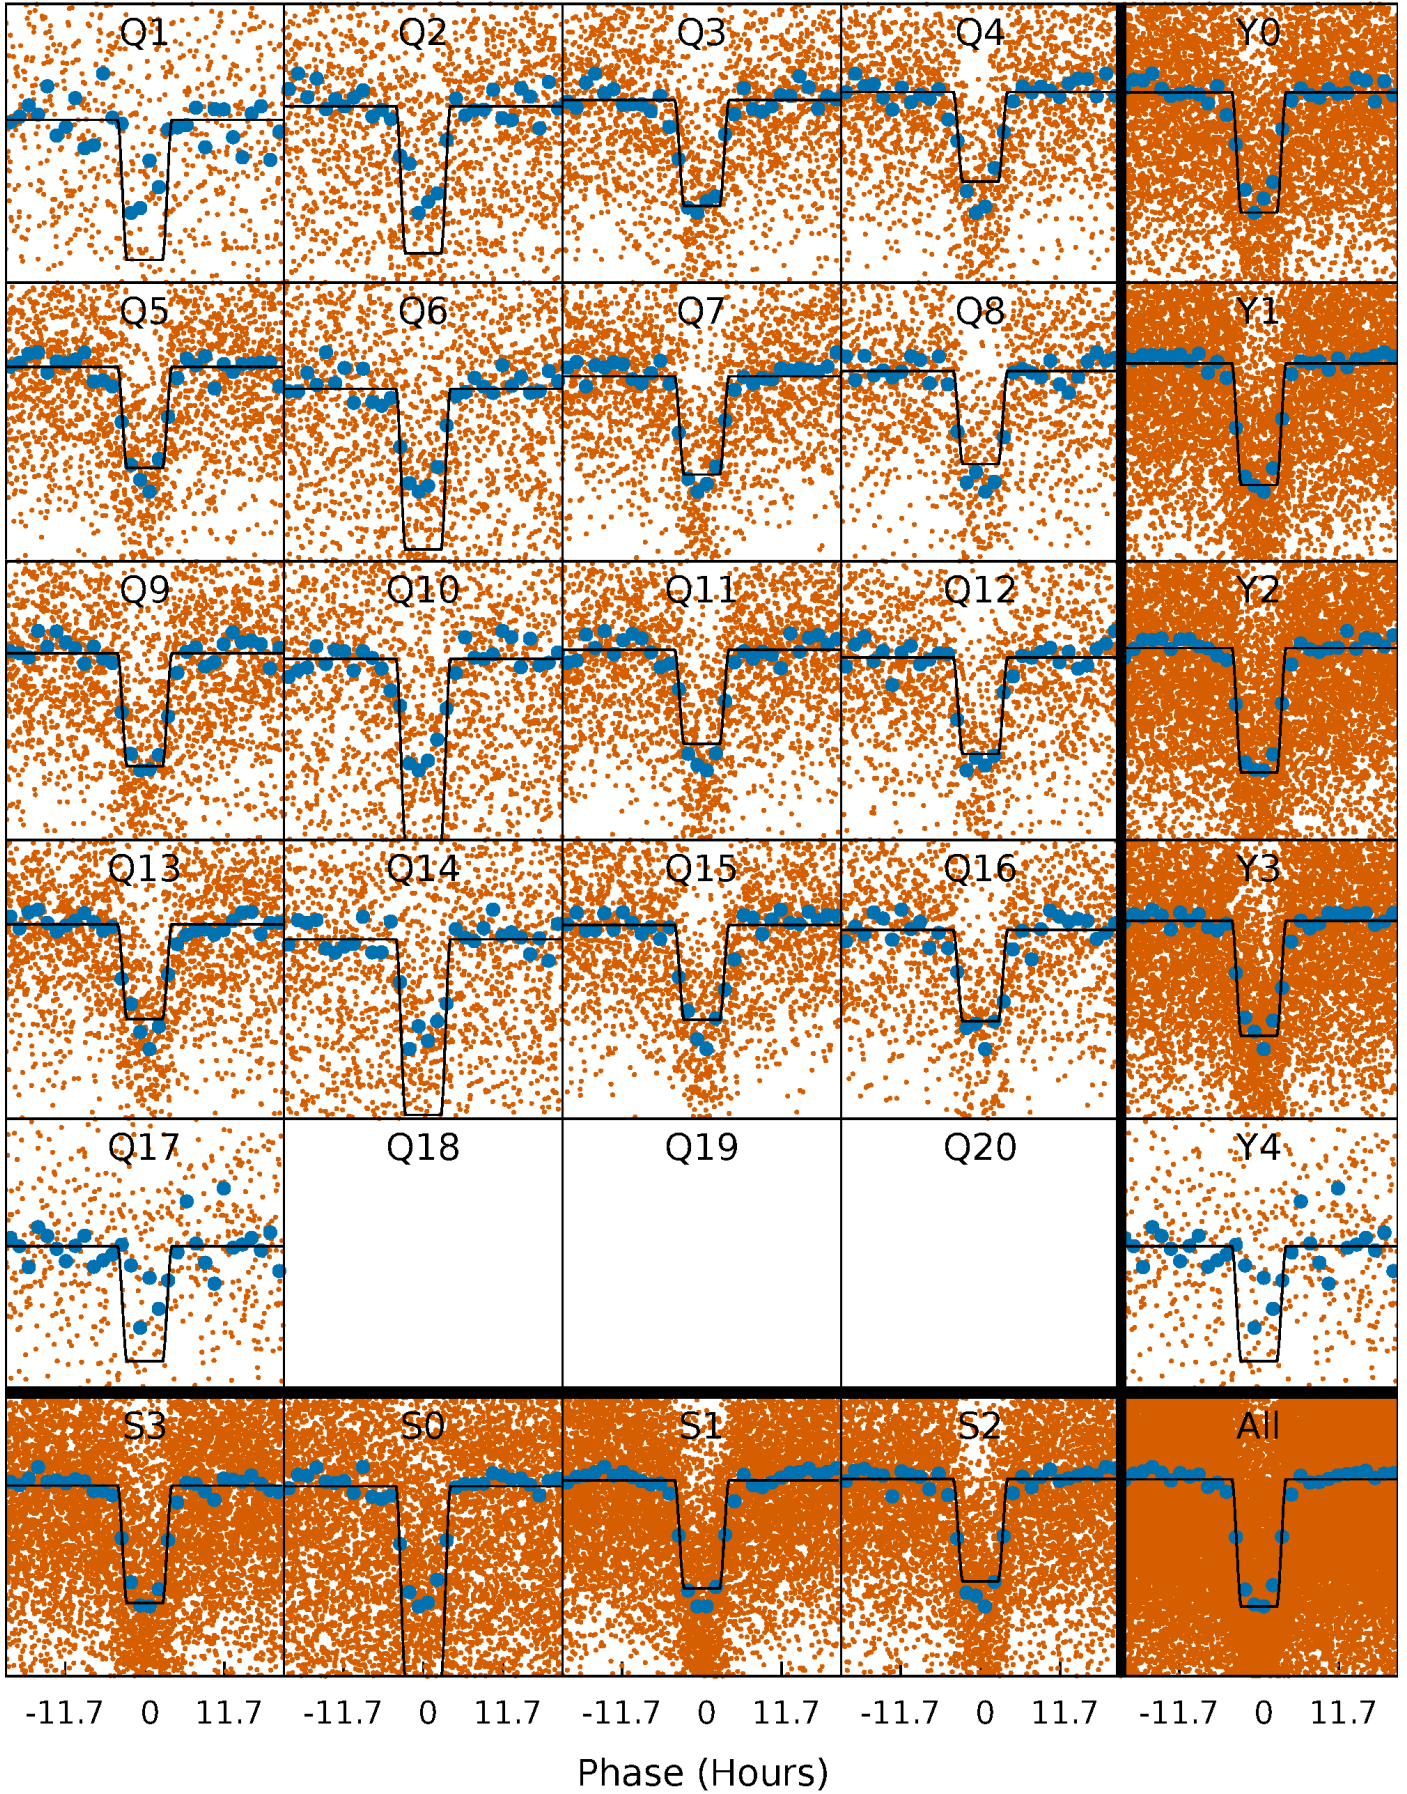 Q1 Q2 Q3 Q4 Y0
Q5 Q6 Q7 Q8 Y1
Q9 Q10 Q11 Q12 Y2
Q13 Q14 Q15 Q16 Y3
Q17 Q18 Q19 Q20 Y4
S3 S0 S1 S2 All
-11.7 0 11.7 -11.7 0 11.7 -11.7 0 11.7 -11.7 0 11.7 -11.7 0 11.7
Phase (Hours)